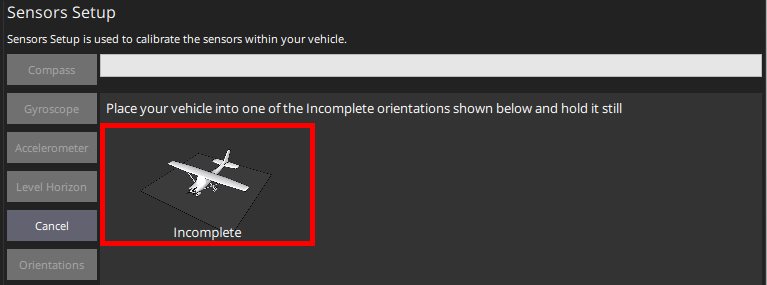 Sensors Setup
Sensors Setup is used to calibrate the sensors within your vehicle.
Compass
Gyroscope
Place your vehicle into one of the Incomplete orientations shown below and hold it still
Accelerometer
Level Horizon
Cancel
Incomplete
Orientations